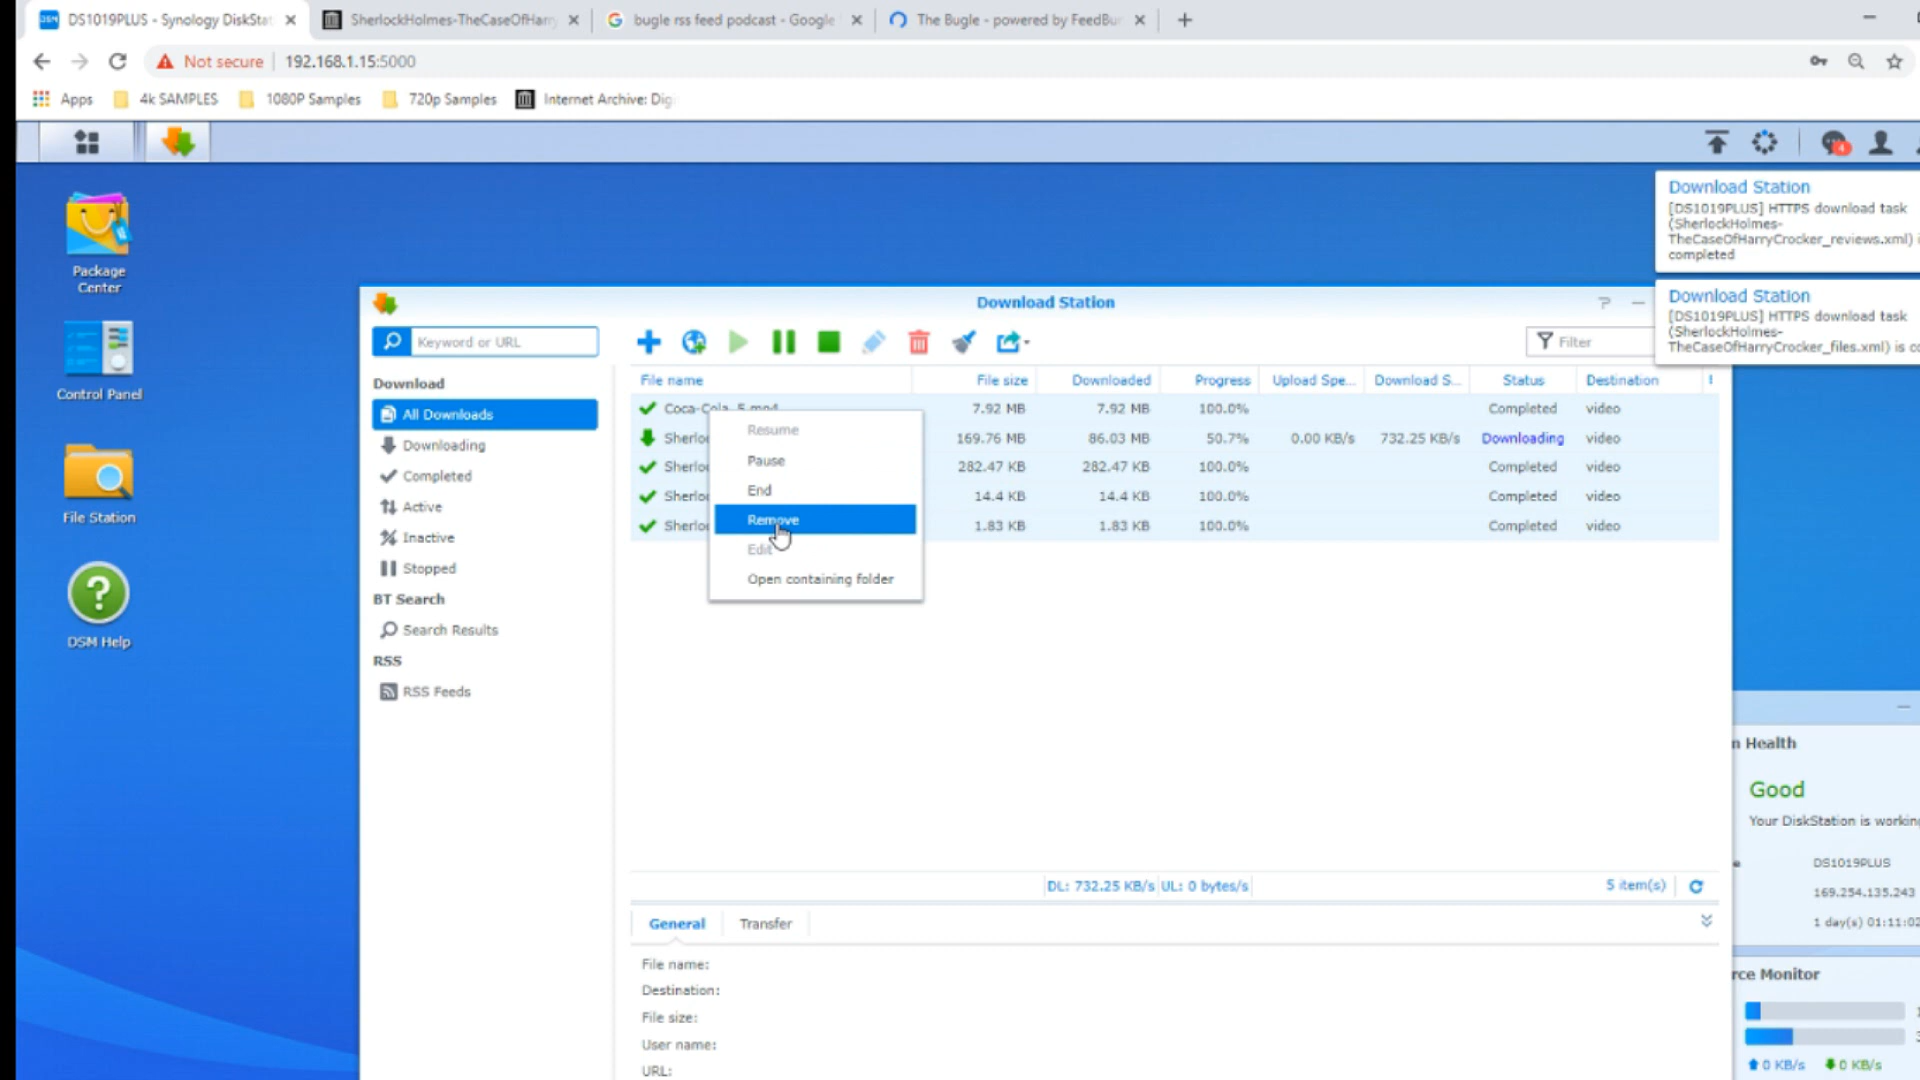 DSM DS1019PLUS - Synology DiskStat
SherlockHolmes-TheCaseOfHarry
bugle rss feed podcast - Google
The Bugle - powered by FeedBur
Not secure 192.168.1.15:5000
Apps 4k SAMPLES 1080P Samples 720p Samples Internet Archive: Digi
4
Package
Center
Control Panel
File Station
DSM Help
Download Station
[DS1019PLUS] HTTPS download task
(SherlockHolmes-
TheCaseOfHarryCrocker_reviews.xml) i
completed
Download Station
[DS1019PLUS] HTTPS download task
(SherlockHolmes-
TheCaseOfHarryCrocker_files.xml) is co
Download Station
Keyword or URL
Filter
Download
All Downloads
Downloading
Completed
Active
Inactive
Stopped
BT Search
Search Results
RSS
RSS Feeds
File name File size Downloaded Progress Upload Spe... Download S... Status Destination
Coca-Cola_5.mp4 7.92 MB 7.92 MB 100.0% Completed video
Sherlo 169.76 MB 86.03 MB 50.7% 0.00 KB/s 732.25 KB/s Downloading video
Sherlo 282.47 KB 282.47 KB 100.0% Completed video
Sherlo 14.4 KB 14.4 KB 100.0% Completed video
Sherlo 1.83 KB 1.83 KB 100.0% Completed video
Resume
Pause
End
Remove
Edit
Open containing folder
DL: 732.25 KB/s UL: 0 bytes/s 5 item(s)
General Transfer
File name:
Destination:
File size:
User name:
URL:
n Health
Good
Your DiskStation is working
DS1019PLUS
169.254.135.243
1 day(s) 01:11:02
rce Monitor
0 KB/s 0 KB/s